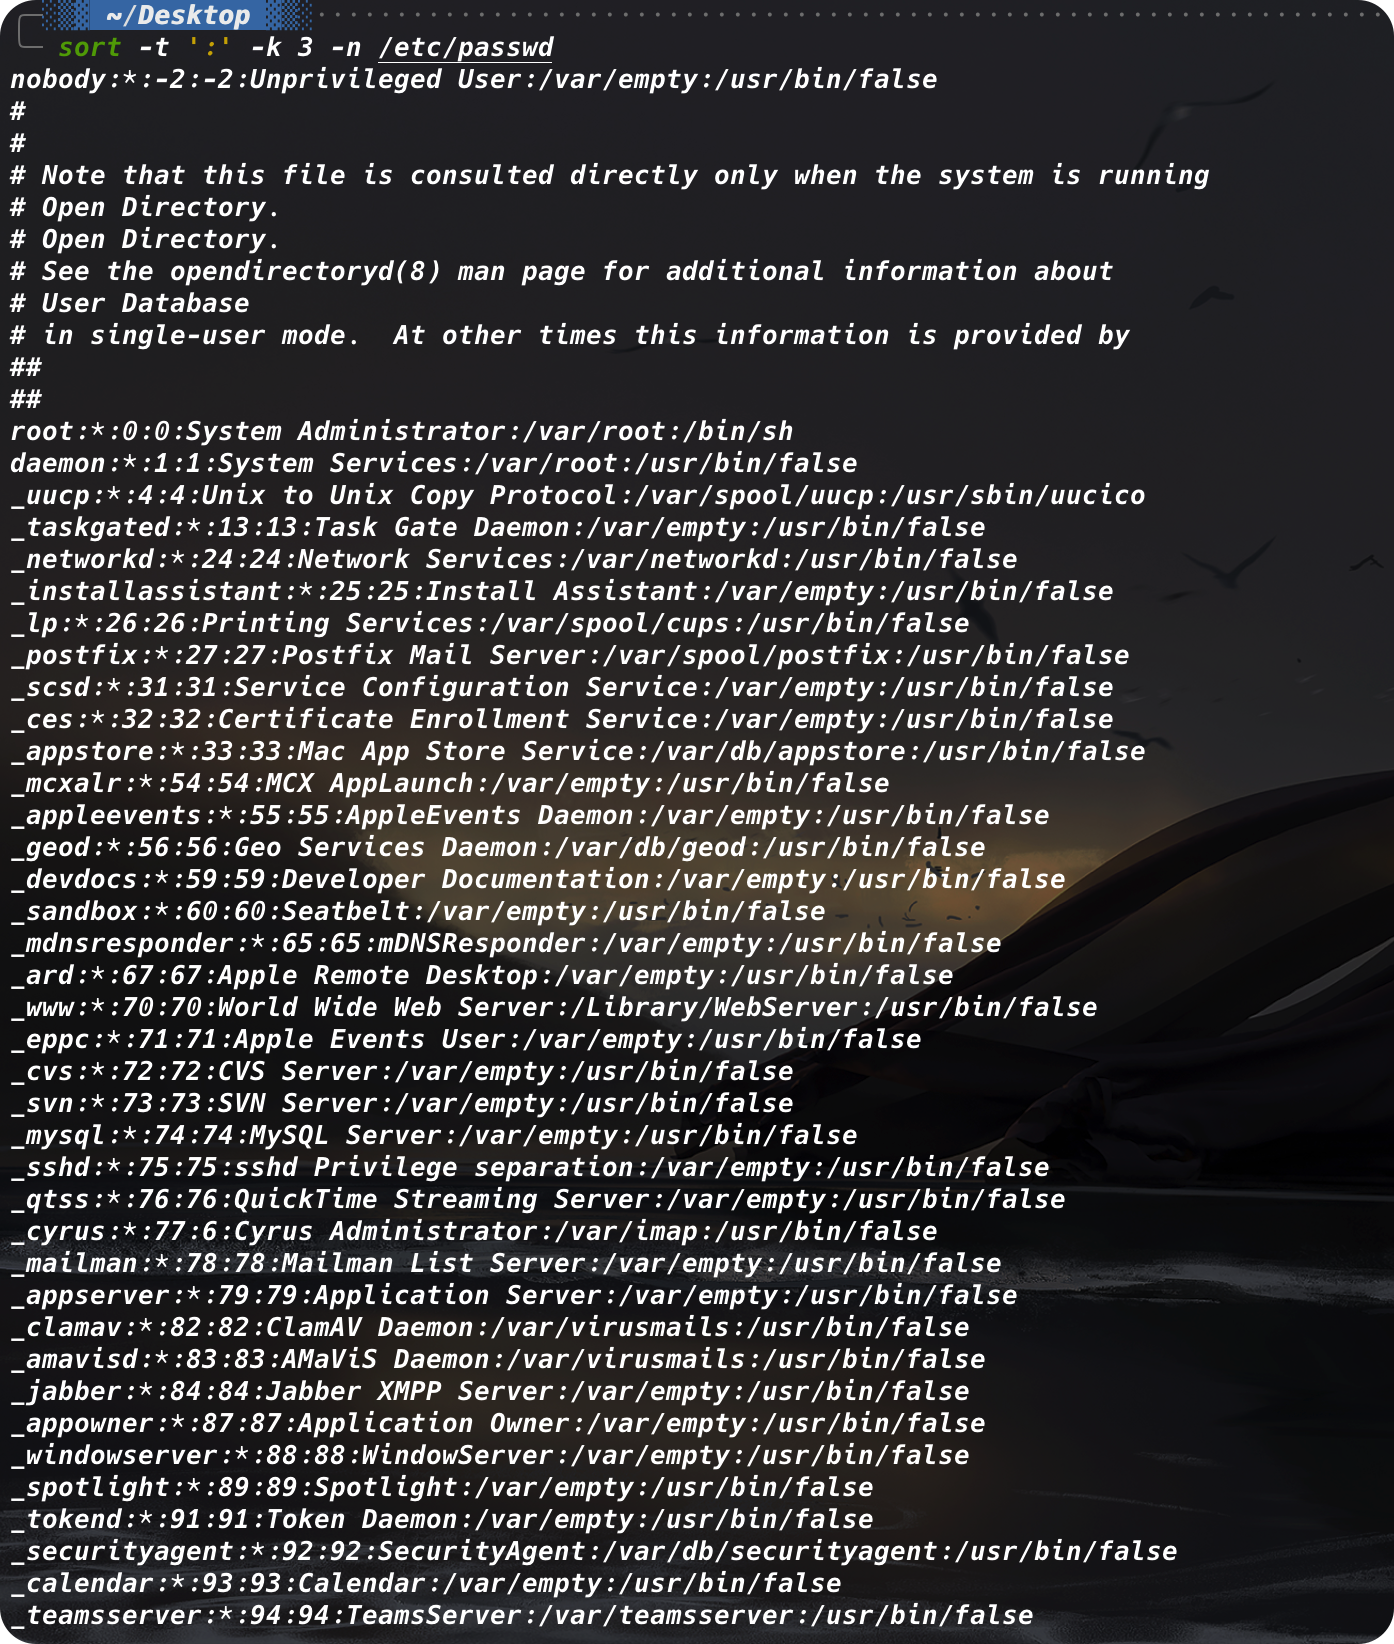 ~/Desktop
sort -t ':' -k 3 -n /etc/passwd
nobody:*:-2:-2:Unprivileged User:/var/empty:/usr/bin/false
#
#
# Note that this file is consulted directly only when the system is running
# Open Directory.
# Open Directory.
# See the opendirectoryd(8) man page for additional information about
# User Database
# in single-user mode.  At other times this information is provided by
##
##
root:*:0:0:System Administrator:/var/root:/bin/sh
daemon:*:1:1:System Services:/var/root:/usr/bin/false
_uucp:*:4:4:Unix to Unix Copy Protocol:/var/spool/uucp:/usr/sbin/uucico
_taskgated:*:13:13:Task Gate Daemon:/var/empty:/usr/bin/false
_networkd:*:24:24:Network Services:/var/networkd:/usr/bin/false
_installassistant:*:25:25:Install Assistant:/var/empty:/usr/bin/false
_lp:*:26:26:Printing Services:/var/spool/cups:/usr/bin/false
_postfix:*:27:27:Postfix Mail Server:/var/spool/postfix:/usr/bin/false
_scsd:*:31:31:Service Configuration Service:/var/empty:/usr/bin/false
_ces:*:32:32:Certificate Enrollment Service:/var/empty:/usr/bin/false
_appstore:*:33:33:Mac App Store Service:/var/db/appstore:/usr/bin/false
_mcxalr:*:54:54:MCX AppLaunch:/var/empty:/usr/bin/false
_appleevents:*:55:55:AppleEvents Daemon:/var/empty:/usr/bin/false
_geod:*:56:56:Geo Services Daemon:/var/db/geod:/usr/bin/false
_devdocs:*:59:59:Developer Documentation:/var/empty:/usr/bin/false
_sandbox:*:60:60:Seatbelt:/var/empty:/usr/bin/false
_mdnsresponder:*:65:65:mDNSResponder:/var/empty:/usr/bin/false
_ard:*:67:67:Apple Remote Desktop:/var/empty:/usr/bin/false
_www:*:70:70:World Wide Web Server:/Library/WebServer:/usr/bin/false
_eppc:*:71:71:Apple Events User:/var/empty:/usr/bin/false
_cvs:*:72:72:CVS Server:/var/empty:/usr/bin/false
_svn:*:73:73:SVN Server:/var/empty:/usr/bin/false
_mysql:*:74:74:MySQL Server:/var/empty:/usr/bin/false
_sshd:*:75:75:sshd Privilege separation:/var/empty:/usr/bin/false
_qtss:*:76:76:QuickTime Streaming Server:/var/empty:/usr/bin/false
_cyrus:*:77:6:Cyrus Administrator:/var/imap:/usr/bin/false
_mailman:*:78:78:Mailman List Server:/var/empty:/usr/bin/false
_appserver:*:79:79:Application Server:/var/empty:/usr/bin/false
_clamav:*:82:82:ClamAV Daemon:/var/virusmails:/usr/bin/false
_amavisd:*:83:83:AMaViS Daemon:/var/virusmails:/usr/bin/false
_jabber:*:84:84:Jabber XMPP Server:/var/empty:/usr/bin/false
_appowner:*:87:87:Application Owner:/var/empty:/usr/bin/false
_windowserver:*:88:88:WindowServer:/var/empty:/usr/bin/false
_spotlight:*:89:89:Spotlight:/var/empty:/usr/bin/false
_tokend:*:91:91:Token Daemon:/var/empty:/usr/bin/false
_securityagent:*:92:92:SecurityAgent:/var/db/securityagent:/usr/bin/false
_calendar:*:93:93:Calendar:/var/empty:/usr/bin/false
_teamsserver:*:94:94:TeamsServer:/var/teamsserver:/usr/bin/false